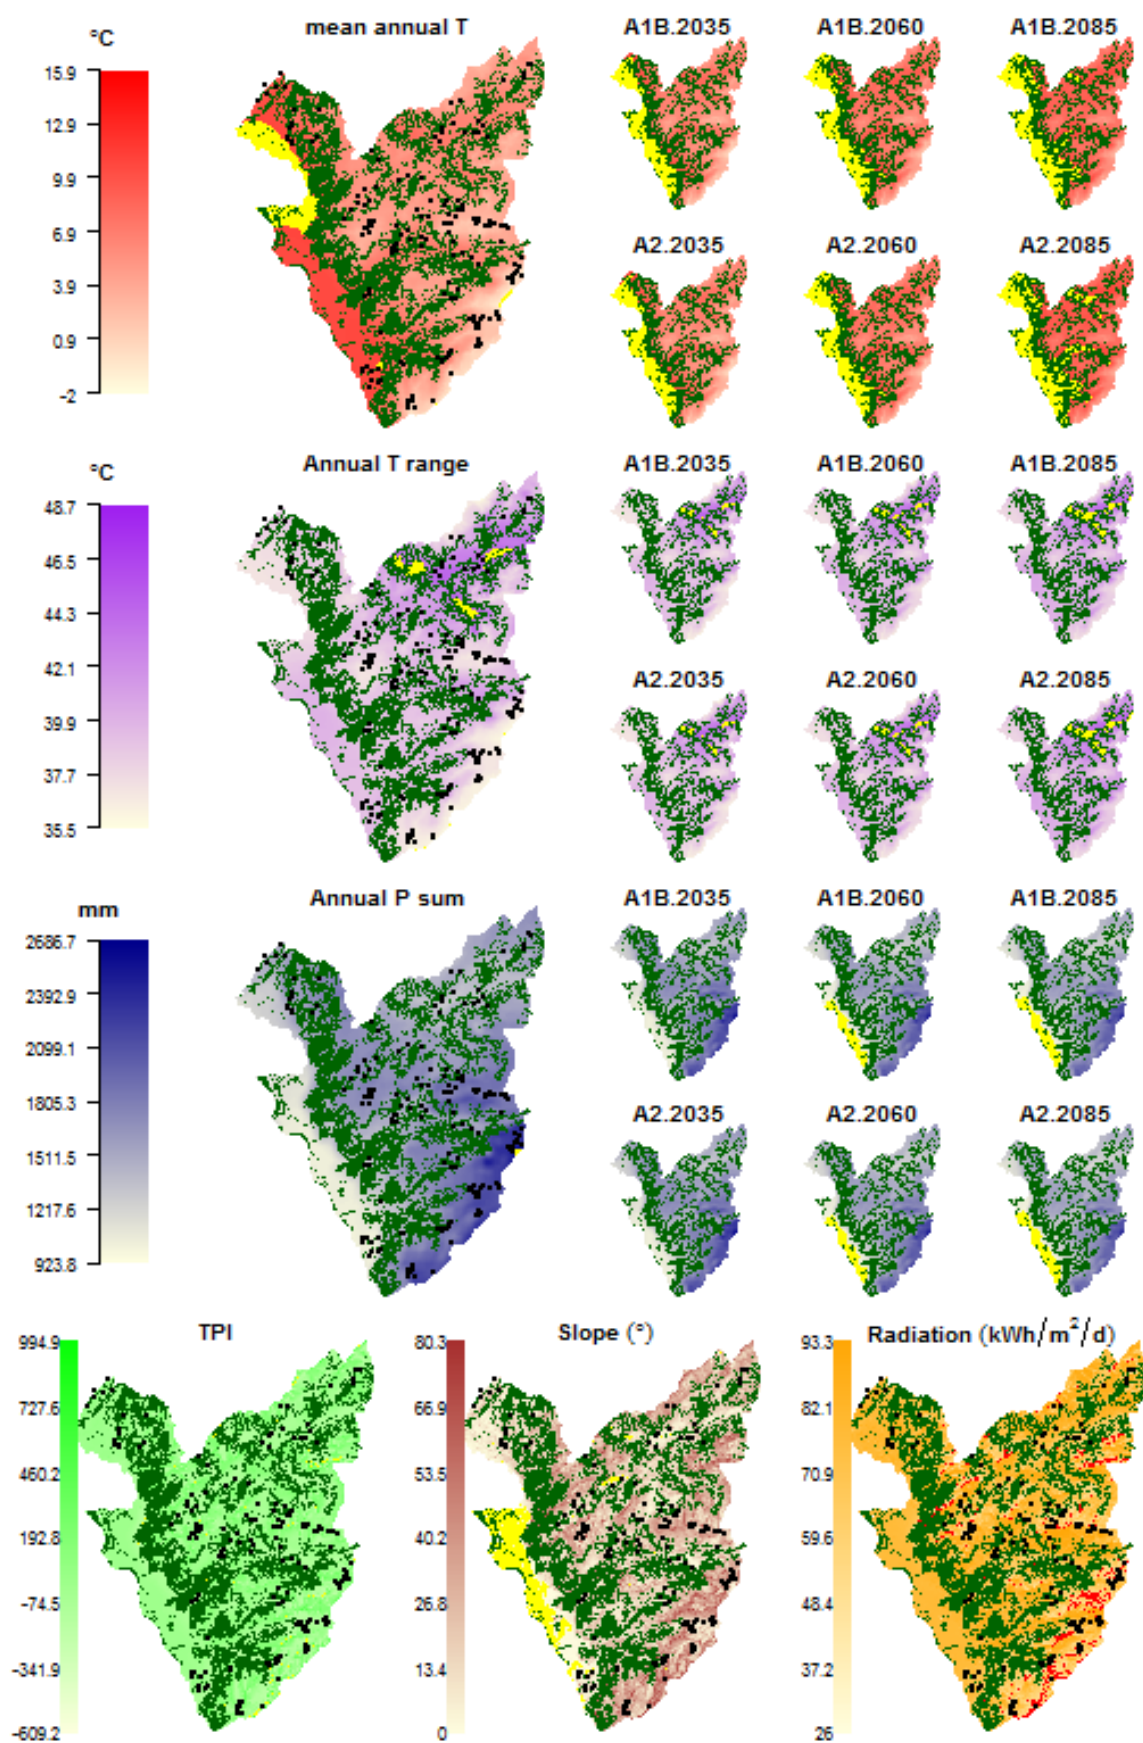 mean annual T
A1B.2035
A1B.2060
A1B.2085
°C
15.9
12.9
9.9
6.9
3.9
0.9
-2
A2.2035
A2.2060
A2.2085
Annual T range
A1B.2035
A1B.2060
A1B.2085
°C
48.7
46.5
44.3
42.1
39.9
37.7
35.5
A2.2035
A2.2060
A2.2085
Annual P sum
A1B.2035
A1B.2060
A1B.2085
mm
2686.7
2392.9
2099.1
1805.3
1511.5
1217.6
923.8
A2.2035
A2.2060
A2.2085
TPI
994.9
727.6
460.2
192.8
-74.5
-341.9
-609.2
Slope (°)
80.3
66.9
53.5
40.2
26.8
13.4
0
Radiation (kWh/m²/d)
93.3
82.1
70.9
59.6
48.4
37.2
26